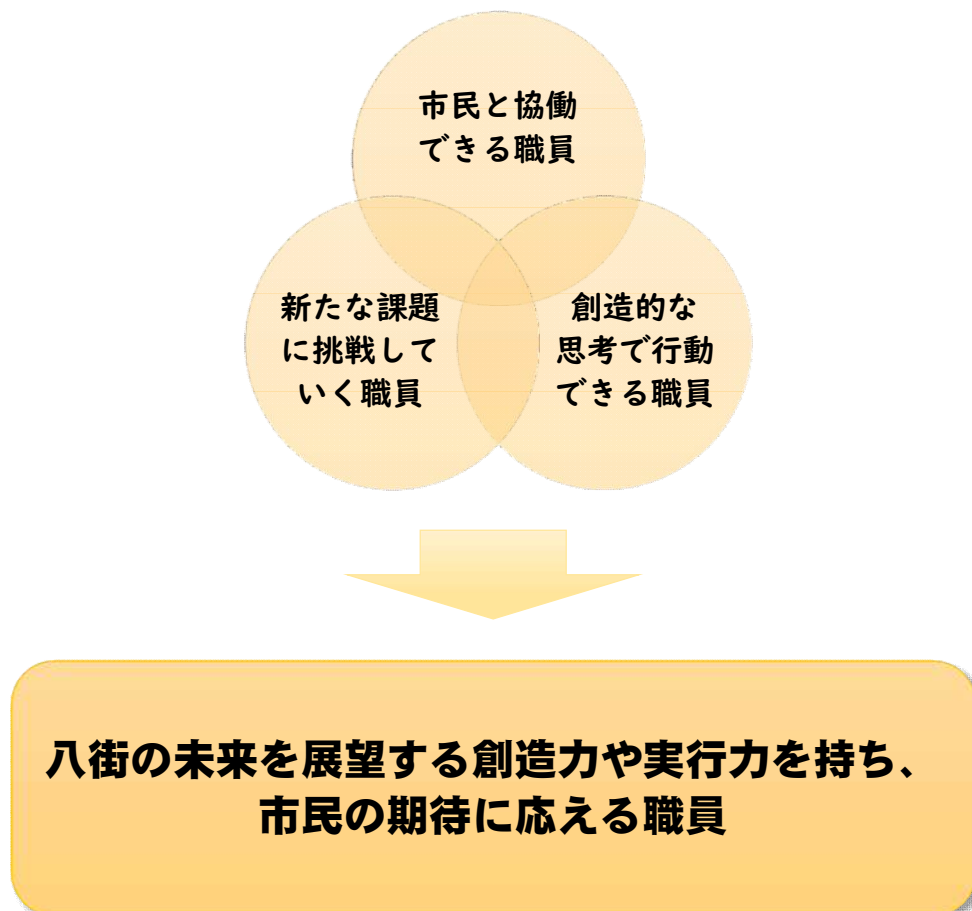 市民と協働
できる職員
新たな課題
に挑戦して
いく職員
創造的な
思考で行動
できる職員
八街の未来を展望する創造力や実行力を持ち、
市民の期待に応える職員